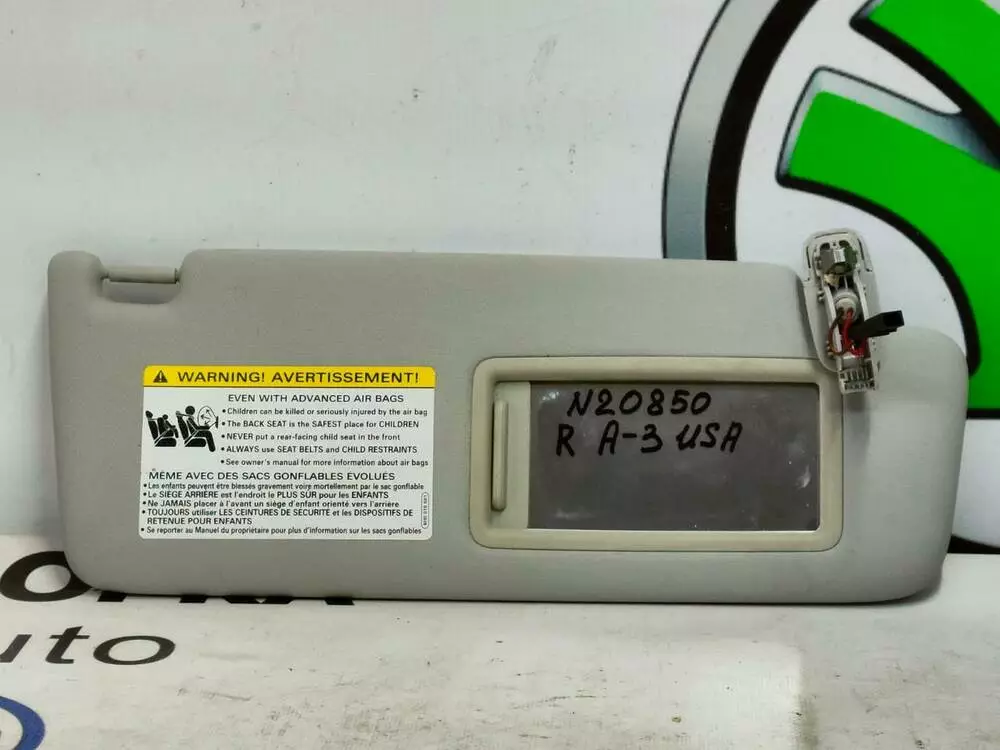 WARNING! AVERTISSEMENT!
EVEN WITH ADVANCED AIR BAGS
• Children can be killed or seriously injured by the air bag
• The BACK SEAT is the SAFEST place for CHILDREN
• NEVER put a rear-facing child seat in the front
• ALWAYS use SEAT BELTS and CHILD RESTRAINTS
• See owner's manual for more information about air bags
MÊME AVEC DES SACS GONFLABLES ÉVOLUÉS
• Les enfants peuvent être blessés gravement voiry mortellement par le sac gonflable
• Le SIÈGE ARRIÈRE est l'endroit le PLUS SÛR pour les ENFANTS
• Ne JAMAIS placer à l'avant un siège d'enfant orienté vers l'arrière
• TOUJOURS utiliser LES CEINTURES DE SÉCURITÉ et les DISPOSITIFS DE
RETENUE POUR ENFANTS
• Se reporter au Manuel du propriétaire pour plus d'information sur les sacs gonflables
N20850
R A-3 USA
uto